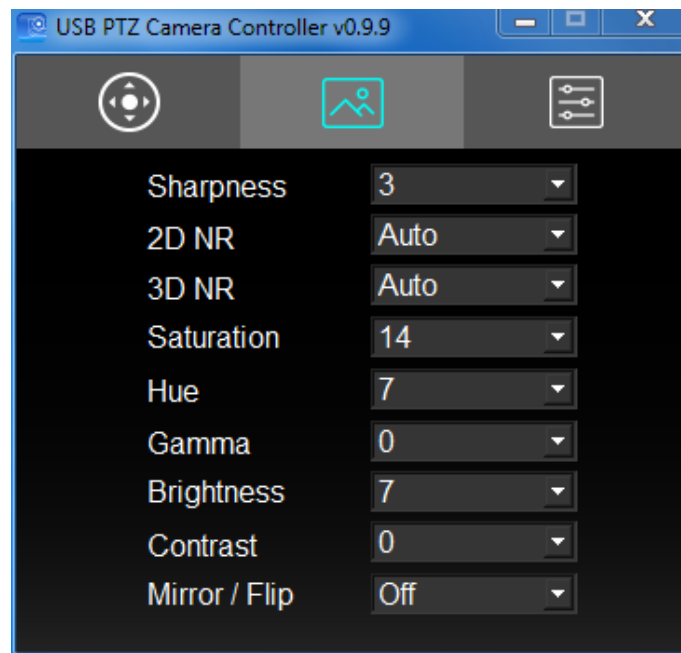 USB PTZ Camera Controller v0.9.9
Sharpness 3
2D NR Auto
3D NR Auto
Saturation 14
Hue 7
Gamma 0
Brightness 7
Contrast 0
Mirror / Flip Off